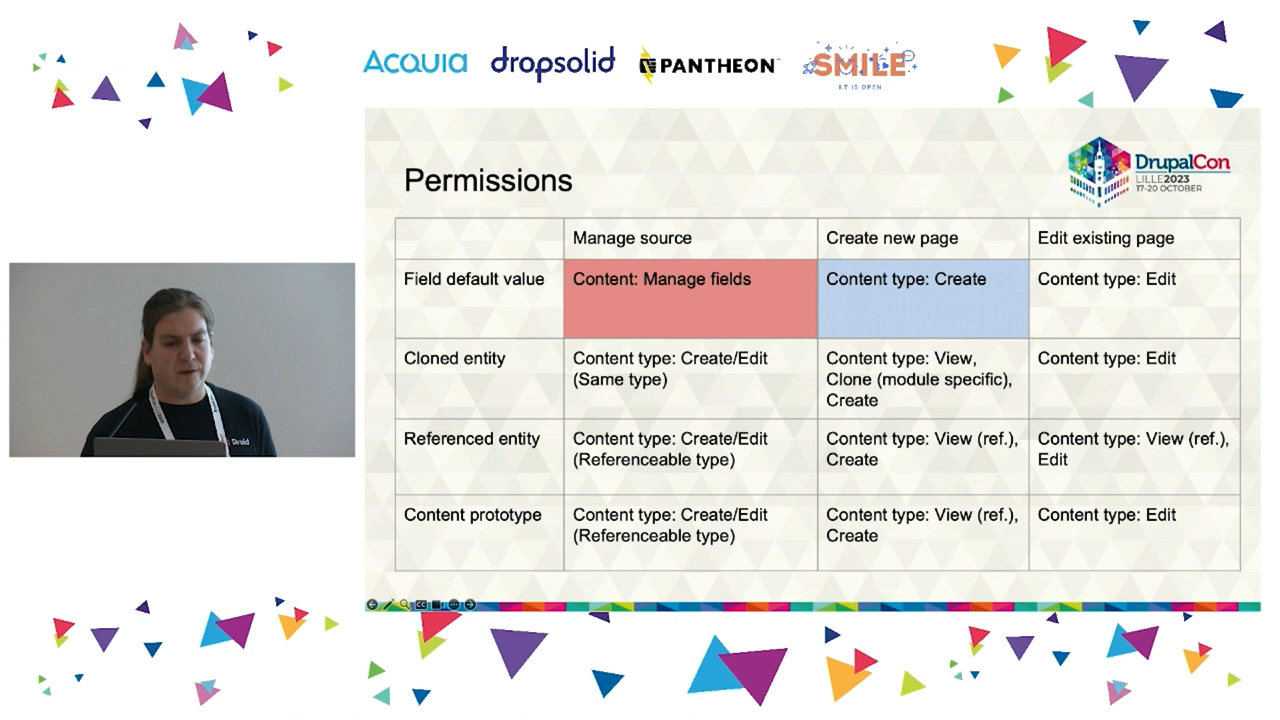 Acquia dropsolid PANTHEON SMILE
I.T IS OPEN
DrupalCon
LILLE2023
17-20 OCTOBER
Permissions
Manage source
Create new page
Edit existing page
Field default value
Content: Manage fields
Content type: Create
Content type: Edit
Cloned entity
Content type: Create/Edit
(Same type)
Content type: View,
Clone (module specific),
Create
Content type: Edit
Referenced entity
Content type: Create/Edit
(Referenceable type)
Content type: View (ref.),
Create
Content type: View (ref.),
Edit
Content prototype
Content type: Create/Edit
(Referenceable type)
Content type: View (ref.),
Create
Content type: Edit
Druid